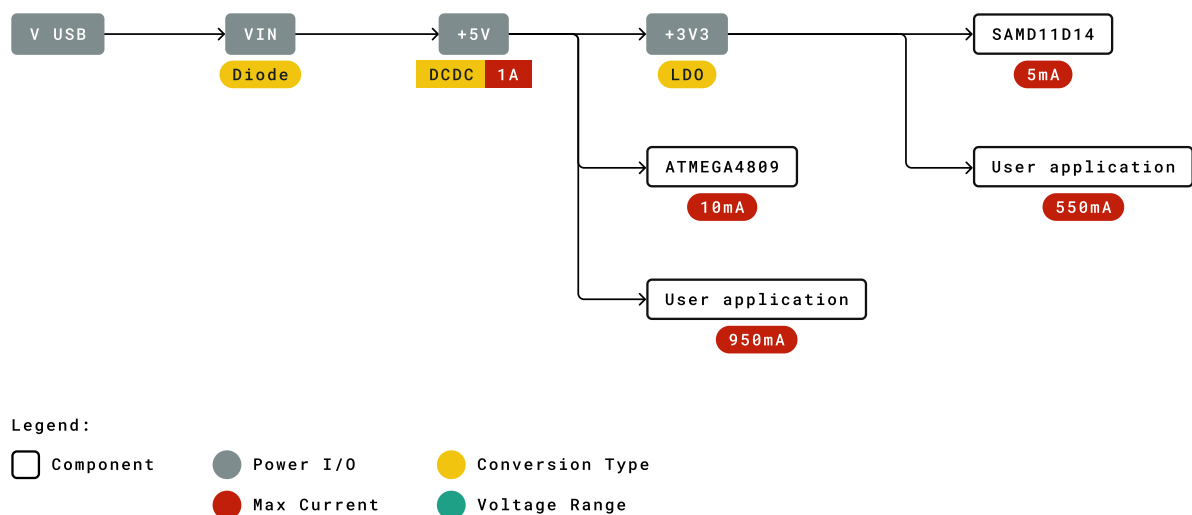 V USB
VIN
+5V
+3V3
SAMD11D14
Diode
DCDC
1A
LDO
5mA
ATMEGA4809
User application
10mA
550mA
User application
950mA
Legend:
Component
Power I/O
Conversion Type
Max Current
Voltage Range